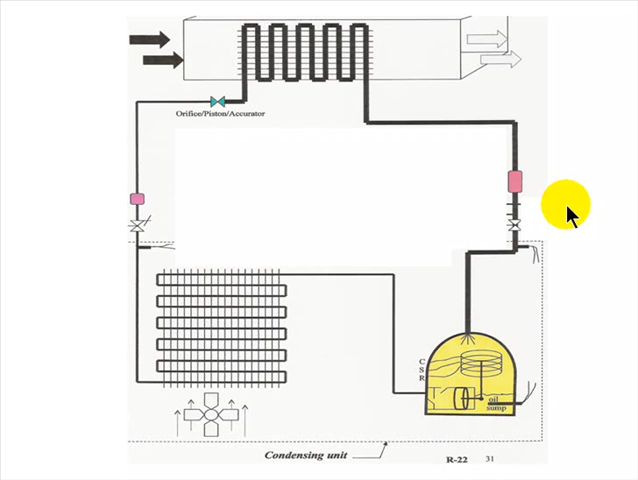 Orifice/Piston/Accurator
C
S
R
oil
sump
Condensing unit
R-22 31